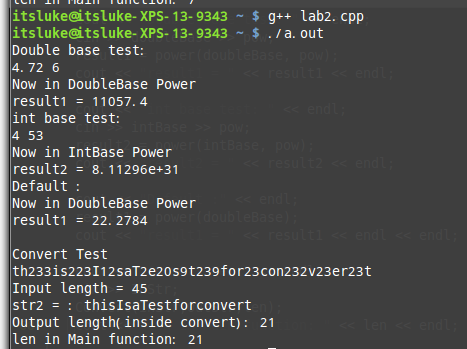 len in Main function: 7
itsluke@itsluke-XPS-13-9343 ~ $ g++ lab2.cpp
itsluke@itsluke-XPS-13-9343 ~ $ ./a.out
Double base test:
4.72 6
Now in DoubleBase Power
result1 = 11057.4
int base test:
4 53
Now in IntBase Power
result2 = 8.11296e+31
Default :
Now in DoubleBase Power
result1 = 22.2784

Convert Test
th233is223I12saT2e2Os9t239for23con232v23er23t
Input length = 45
str2 = : thisIsaTestforconvert
Output length(inside convert): 21
len in Main function: 21